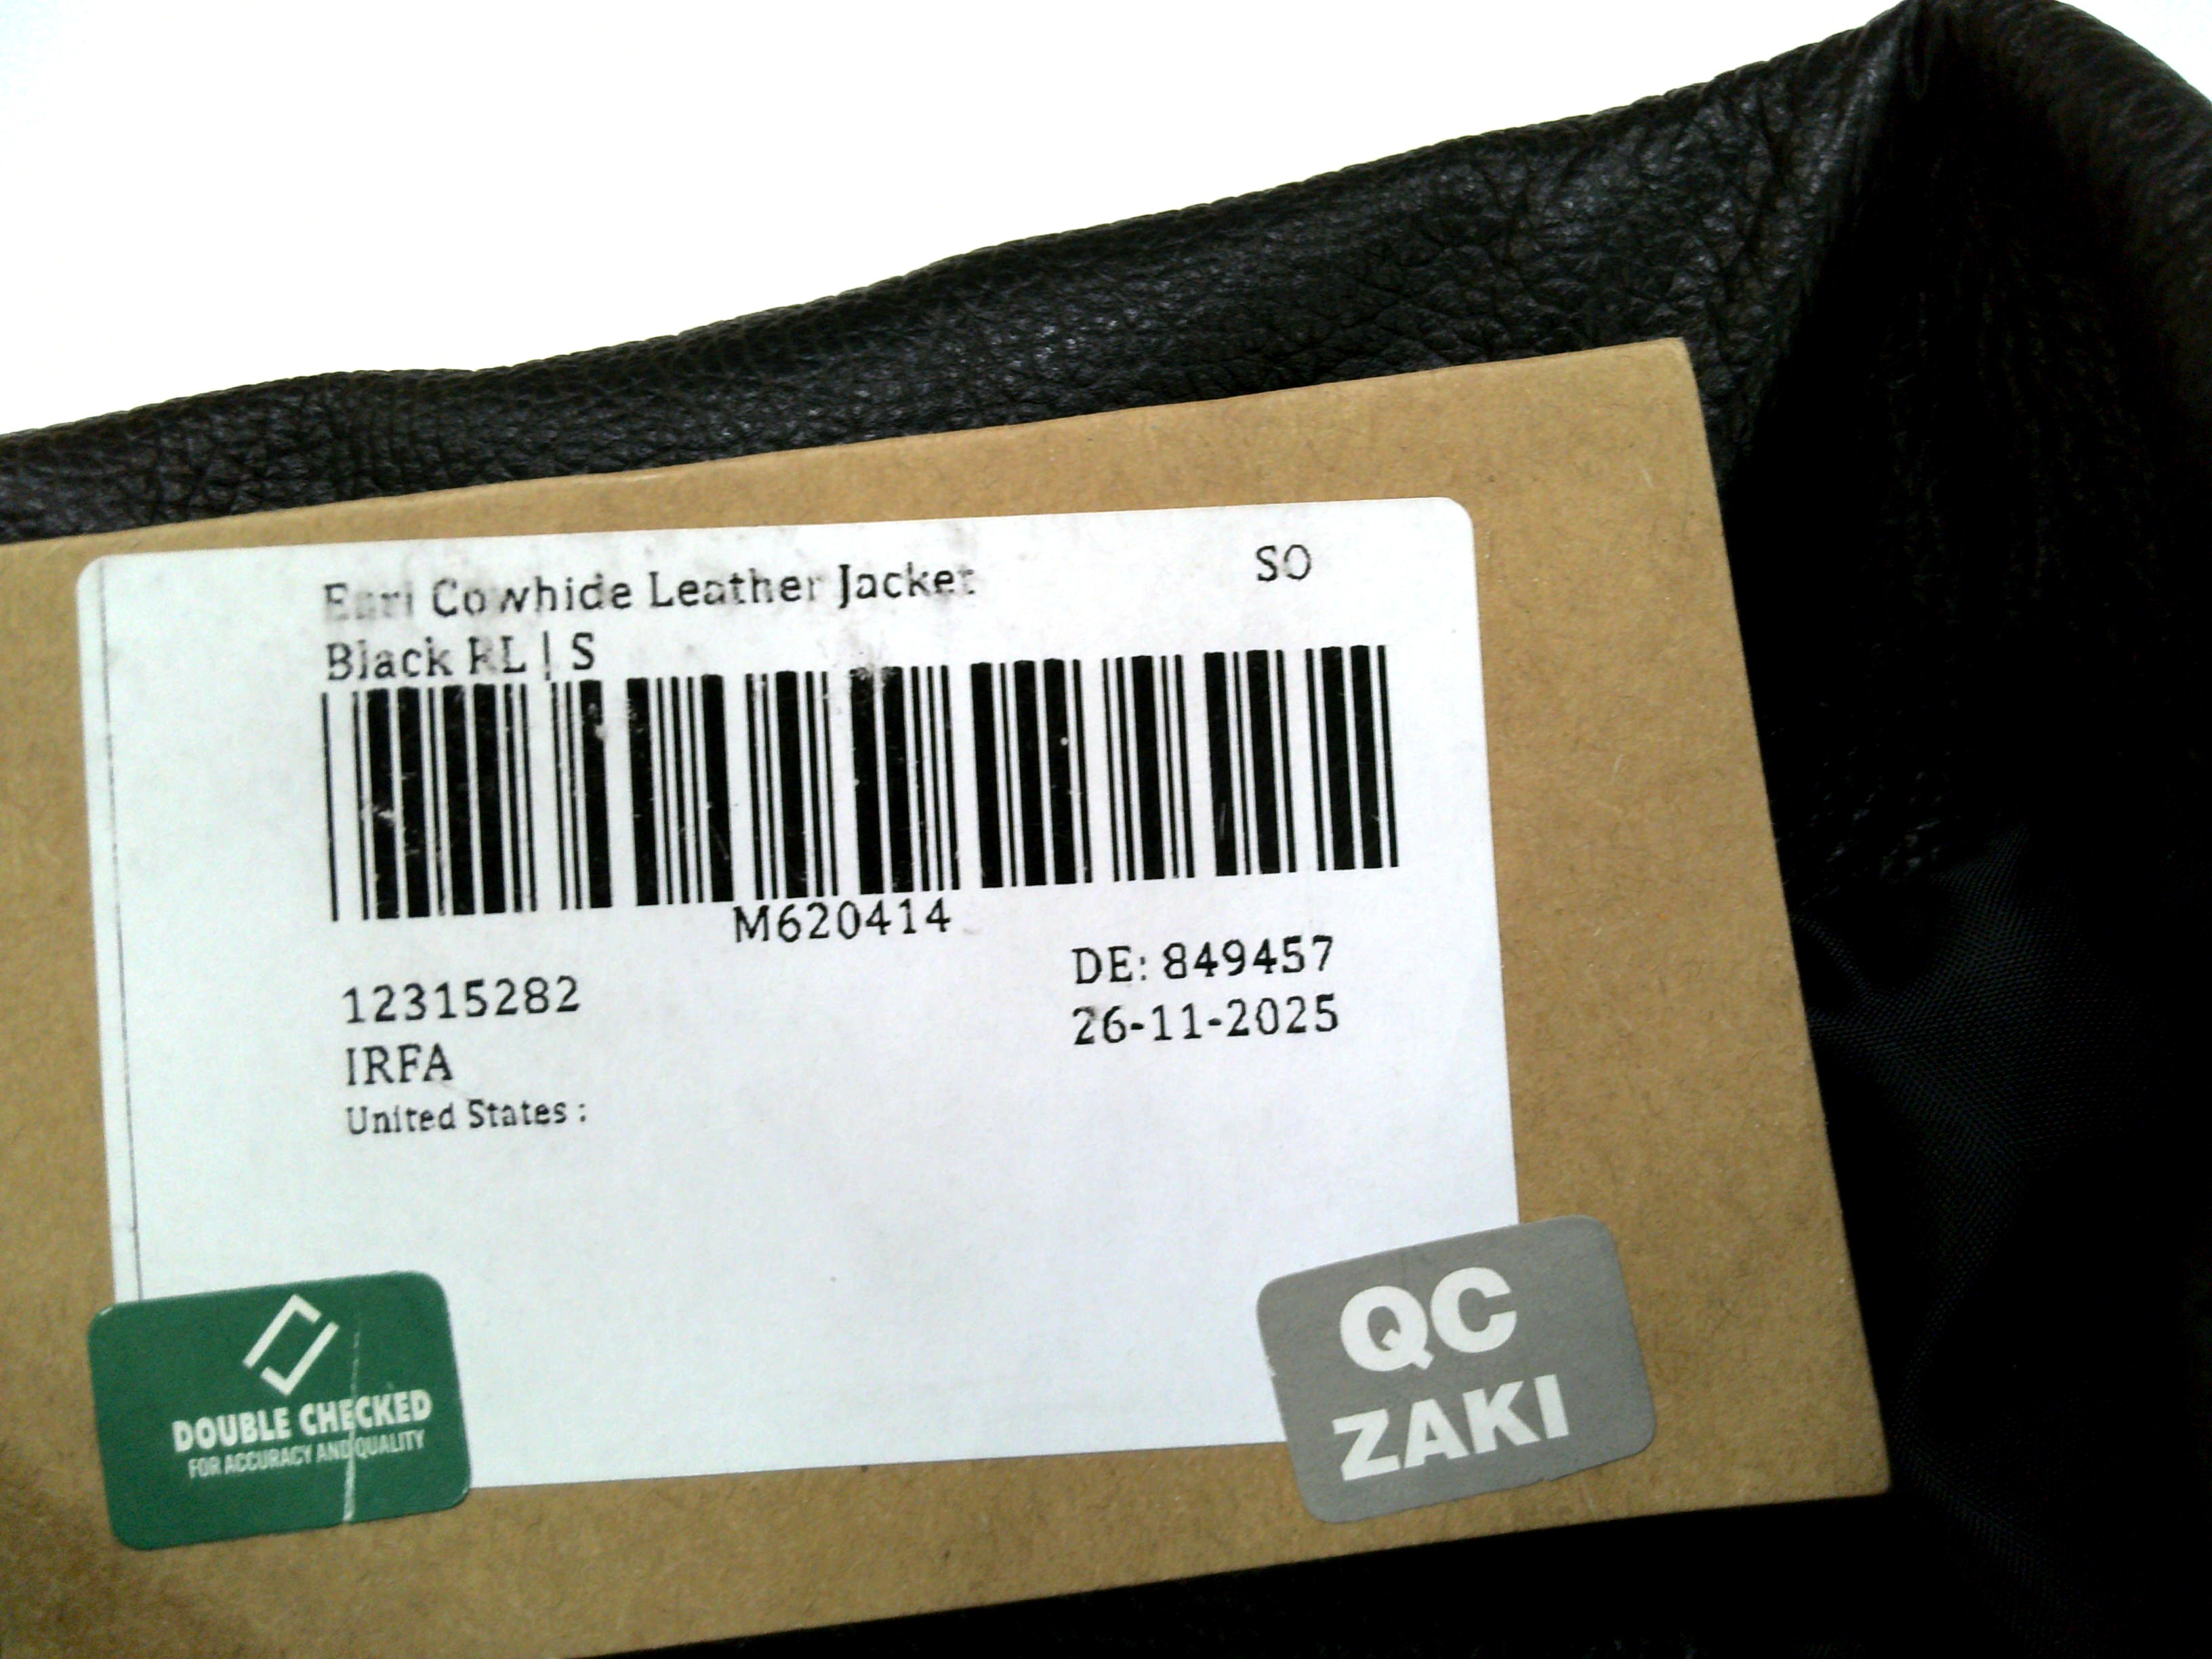 Cowhide Leather Jacket
SO
Black RL | S
M620414
DE: 849457
12315282
26-11-2025
IRFA
United States :
DOUBLE CHECKED
FOR ACCURACY AND QUALITY
QC
ZAKI